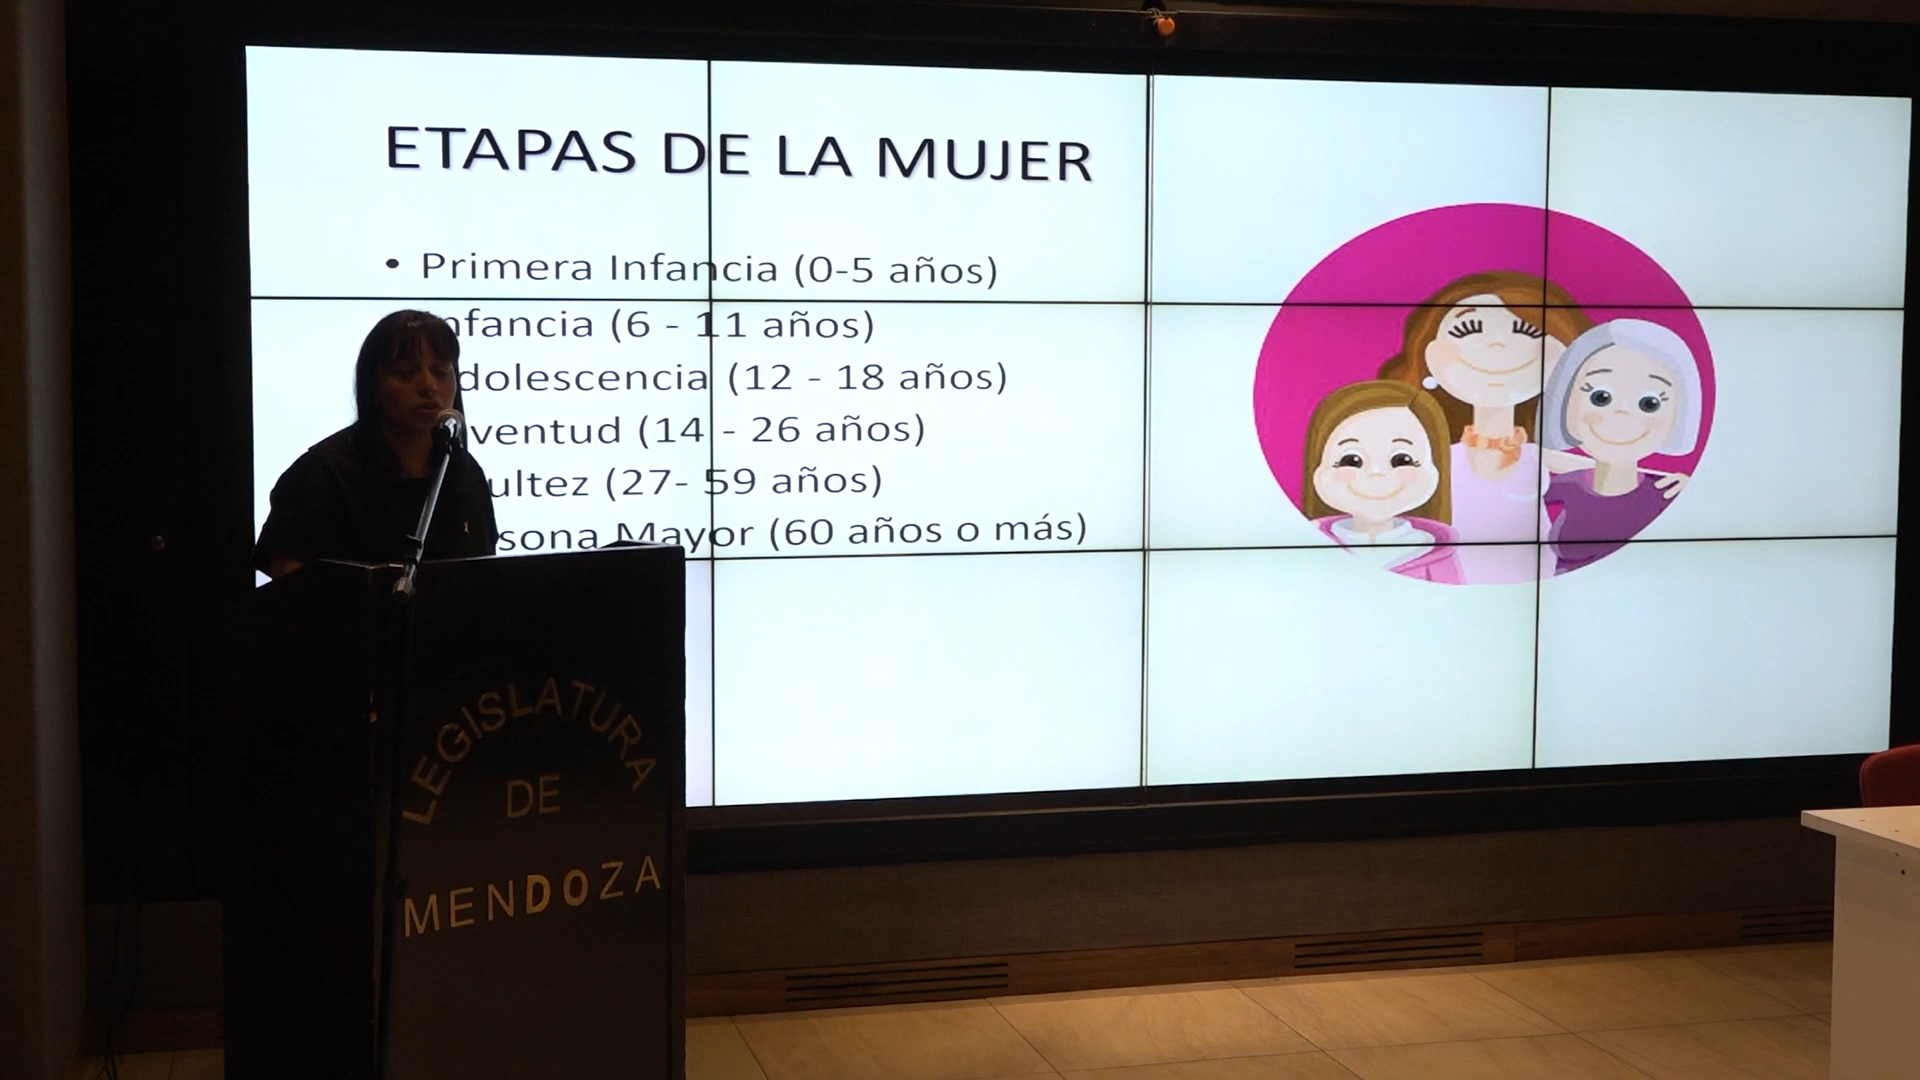 ETAPAS DE LA MUJER
• Primera Infancia (0-5 años)
nfancia (6 - 11 años)
dolescencia (12 - 18 años)
ventud (14 - 26 años)
ultez (27- 59 años)
sona Mayor (60 años o más)
LEGISLATURA
DE
MENDOZA